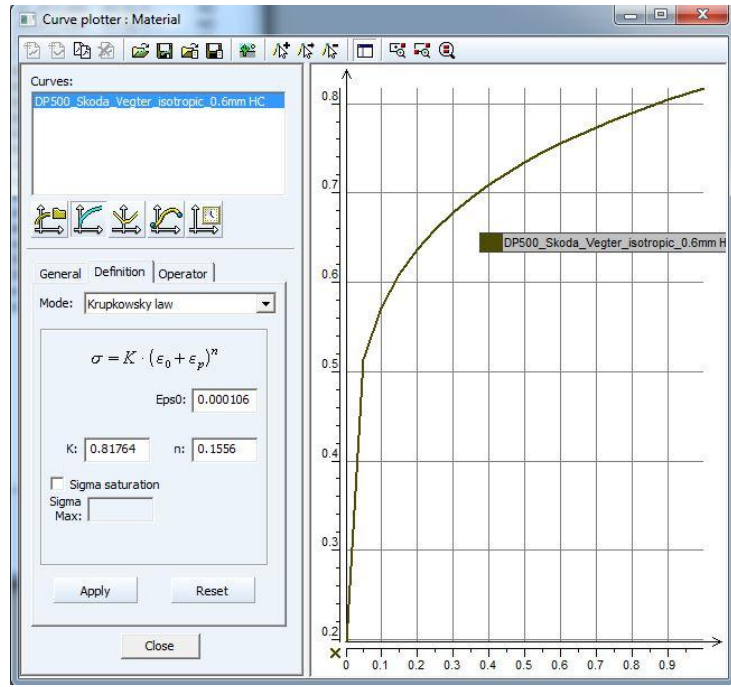 Curve plotter : Material
Curves:
DP500_Skoda_Vegter_isotropic_0.6mm HC
General Definition Operator
Mode: Krupkowsky law
σ = K · (ε₀ + εₚ)ⁿ
Eps0: 0.000106
K: 0.81764 n: 0.1556
Sigma saturation
Sigma
Max:
Apply Reset
Close
0.8
0.7
DP500_Skoda_Vegter_isotropic_0.6mm H
0.6
0.5
0.4
0.3
0.2
0 0.1 0.2 0.3 0.4 0.5 0.6 0.7 0.8 0.9